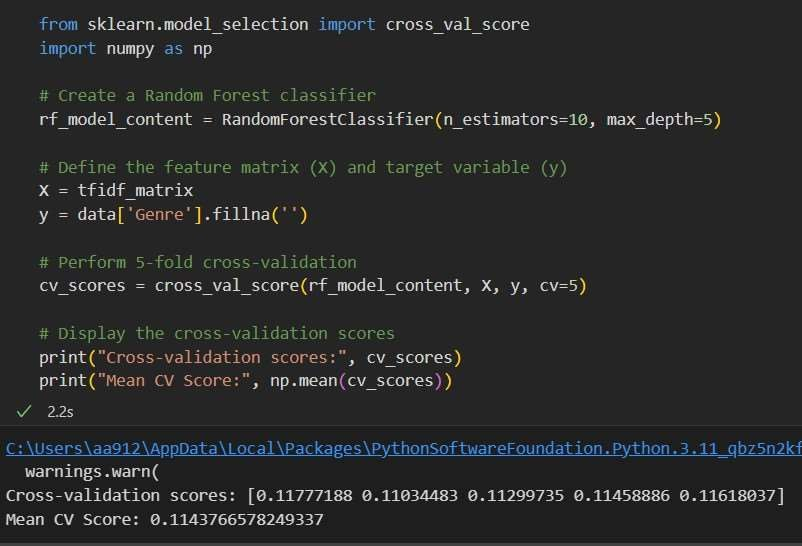 from sklearn.model_selection import cross_val_score
import numpy as np
# Create a Random Forest classifier
rf_model_content = RandomForestClassifier(n_estimators=10, max_depth=5)
# Define the feature matrix (X) and target variable (y)
X = tfidf_matrix
y = data['Genre'].fillna('')
# Perform 5-fold cross-validation
cv_scores = cross_val_score(rf_model_content, X, y, cv=5)
# Display the cross-validation scores
print("Cross-validation scores:", cv_scores)
print("Mean CV Score:", np.mean(cv_scores))
2.2s
C:\Users\aa912\AppData\Local\Packages\PythonSoftwareFoundation.Python.3.11_qbz5n2kf
warnings.warn(
Cross-validation scores: [0.11777188 0.11034483 0.11299735 0.11458886 0.11618037]
Mean CV Score: 0.1143766578249337